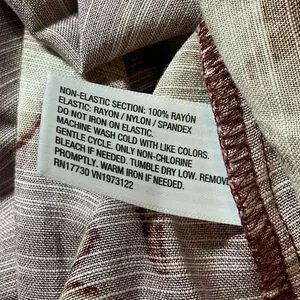 NON-ELASTIC SECTION: 100% RAYÓN
ELASTIC: RAYON / NYLON / SPANDEX
DO NOT IRON ON ELASTIC.
MACHINE WASH COLD WITH LIKE COLORS.
GENTLE CYCLE. ONLY NON-CHLORINE
BLEACH IF NEEDED. TUMBLE DRY LOW. REMOVE
PROMPTLY. WARM IRON IF NEEDED.
RN17730 VN1973122